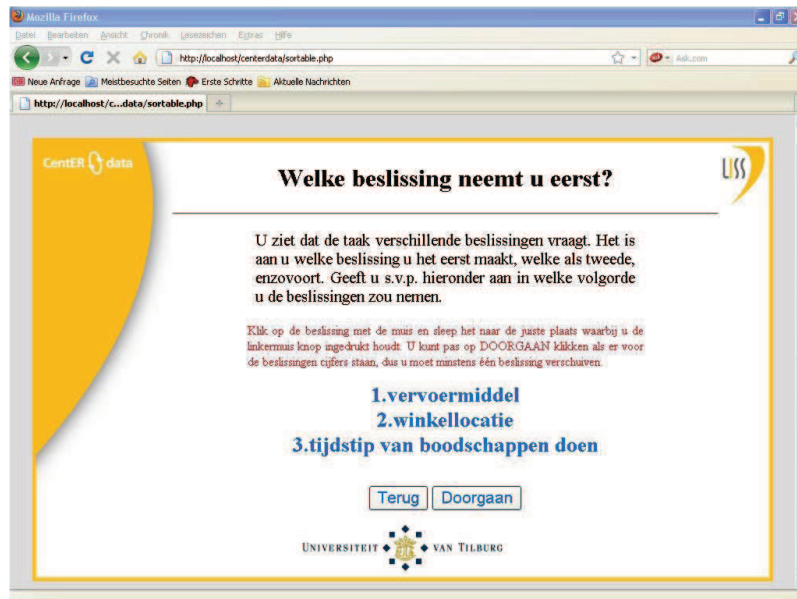 Mozilla Firefox
Datei Bearbeiten Ansicht Chronik Lesezeichen Extras Hilfe
http://localhost/centerdata/sortable.php
Ask.com
Neue Anfrage Meistbesuchte Seiten Erste Schritte Aktuelle Nachrichten
http://localhost/c...data/sortable.php
CentER data
LISS
Welke beslissing neemt u eerst?
U ziet dat de taak verschillende beslissingen vraagt. Het is
aan u welke beslissing u het eerst maakt, welke als tweede,
enzovoort. Geeft u s.v.p. hieronder aan in welke volgorde
u de beslissingen zou nemen.
Klik op de beslissing met de muis en sleep het naar de juiste plaats waarbij u de
linkermuis knop ingedrukt houdt. U kunt pas op DOORGAAN klikken als er voor
de beslissingen cijfers staan, dus u moet minstens één beslissing verschuiven.
1.vervoermiddel
2.winkellocatie
3.tijdstip van boodschappen doen
Terug Doorgaan
UNIVERSITEIT VAN TILBURG